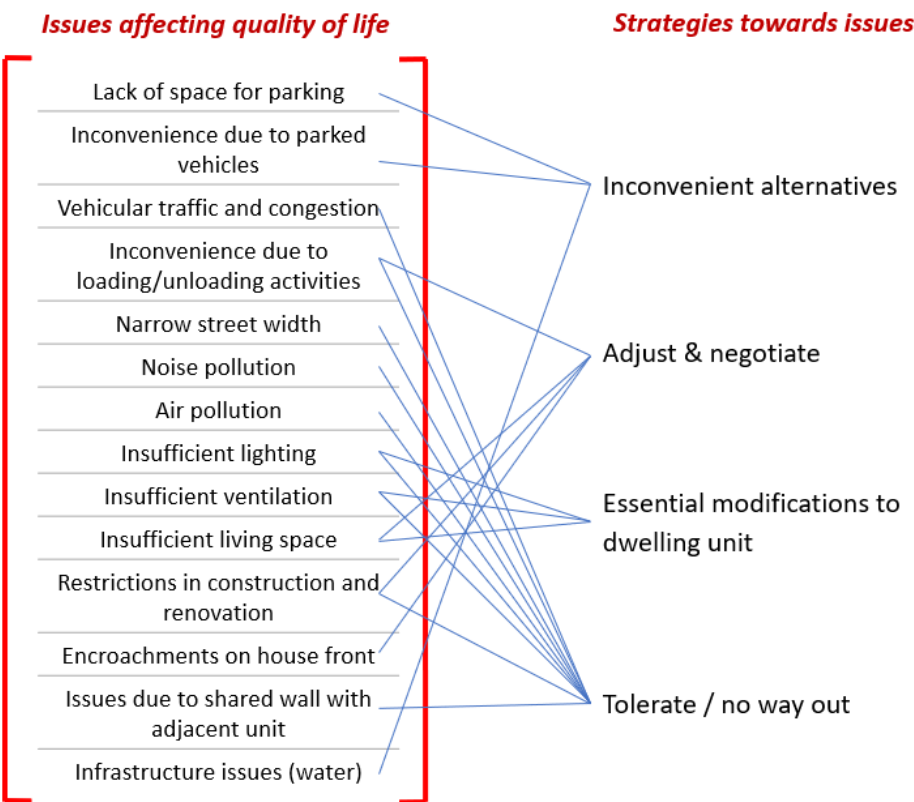 Issues affecting quality of life
Strategies towards issues
Lack of space for parking
Inconvenience due to parked
vehicles
Vehicular traffic and congestion
Inconvenience due to
loading/unloading activities
Narrow street width
Noise pollution
Air pollution
Insufficient lighting
Insufficient ventilation
Insufficient living space
Restrictions in construction and
renovation
Encroachments on house front
Issues due to shared wall with
adjacent unit
Infrastructure issues (water)
Inconvenient alternatives
Adjust & negotiate
Essential modifications to
dwelling unit
Tolerate / no way out